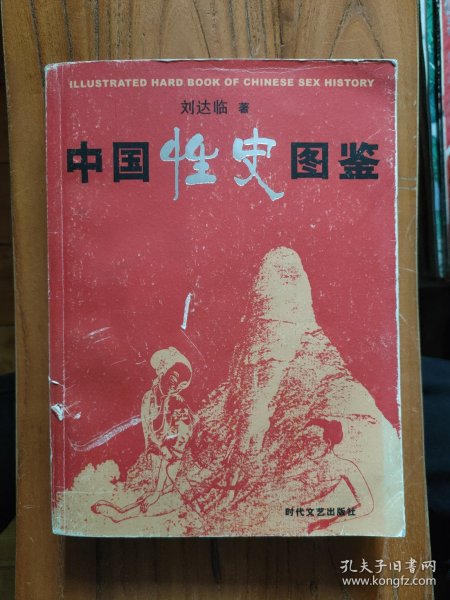 ILLUSTRATED HARD BOOK OF CHINESE SEX HISTORY
刘达临 著
中国性史图鉴
时代文艺出版社
孔夫子旧书网
www.kongfz.com